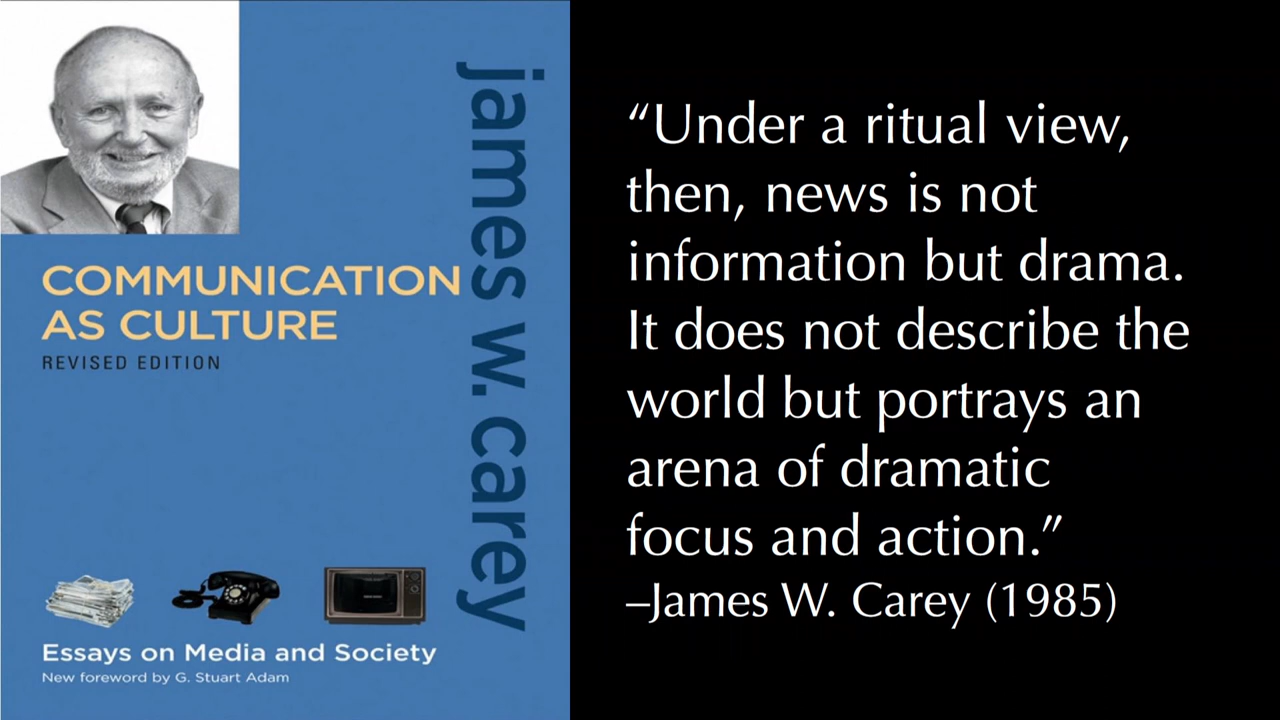 james w. carey
COMMUNICATION
AS CULTURE
REVISED EDITION
Essays on Media and Society
New foreword by G. Stuart Adam
“Under a ritual view,
then, news is not
information but drama.
It does not describe the
world but portrays an
arena of dramatic
focus and action.”
–James W. Carey (1985)